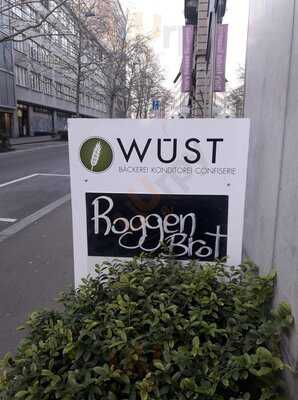 WÜST
BÄCKEREI KONDITOREI CONFISERIE
Roggen
Brot